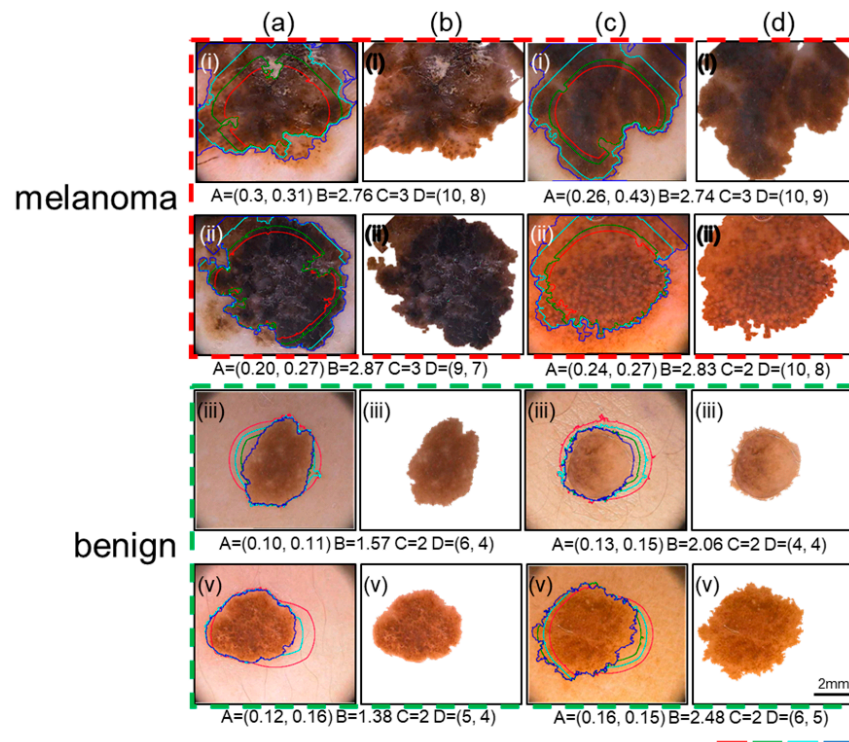 (a) (b) (c) (d)
(i) (i) (i) (i)
A=(0.3, 0.31) B=2.76 C=3 D=(10, 8) A=(0.26, 0.43) B=2.74 C=3 D=(10, 9)
melanoma
(ii) (ii) (ii) (ii)
A=(0.20, 0.27) B=2.87 C=3 D=(9, 7) A=(0.24, 0.27) B=2.83 C=2 D=(10, 8)
(iii) (iii) (iii) (iii)
A=(0.10, 0.11) B=1.57 C=2 D=(6, 4) A=(0.13, 0.15) B=2.06 C=2 D=(4, 4)
benign
(v) (v) (v) (v)
2mm
A=(0.12, 0.16) B=1.38 C=2 D=(5, 4) A=(0.16, 0.15) B=2.48 C=2 D=(6, 5)